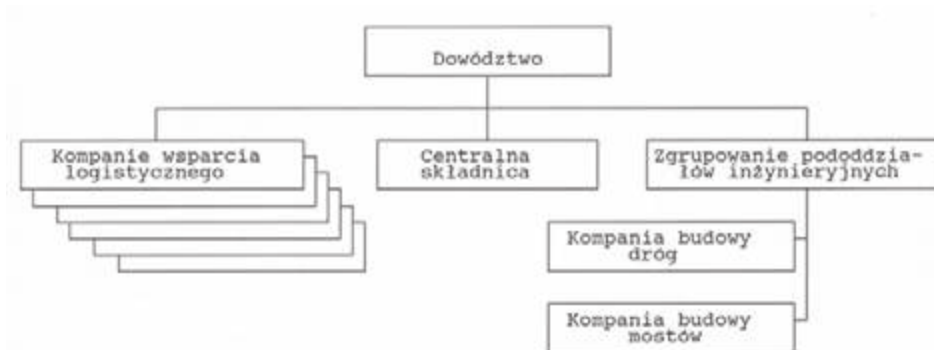 Dowództwo
Kompanie wsparcia
logistycznego
Centralna
składnica
Zgrupowanie pododdzia-
łów inżynieryjnych
Kompania budowy
dróg
Kompania budowy
mostów